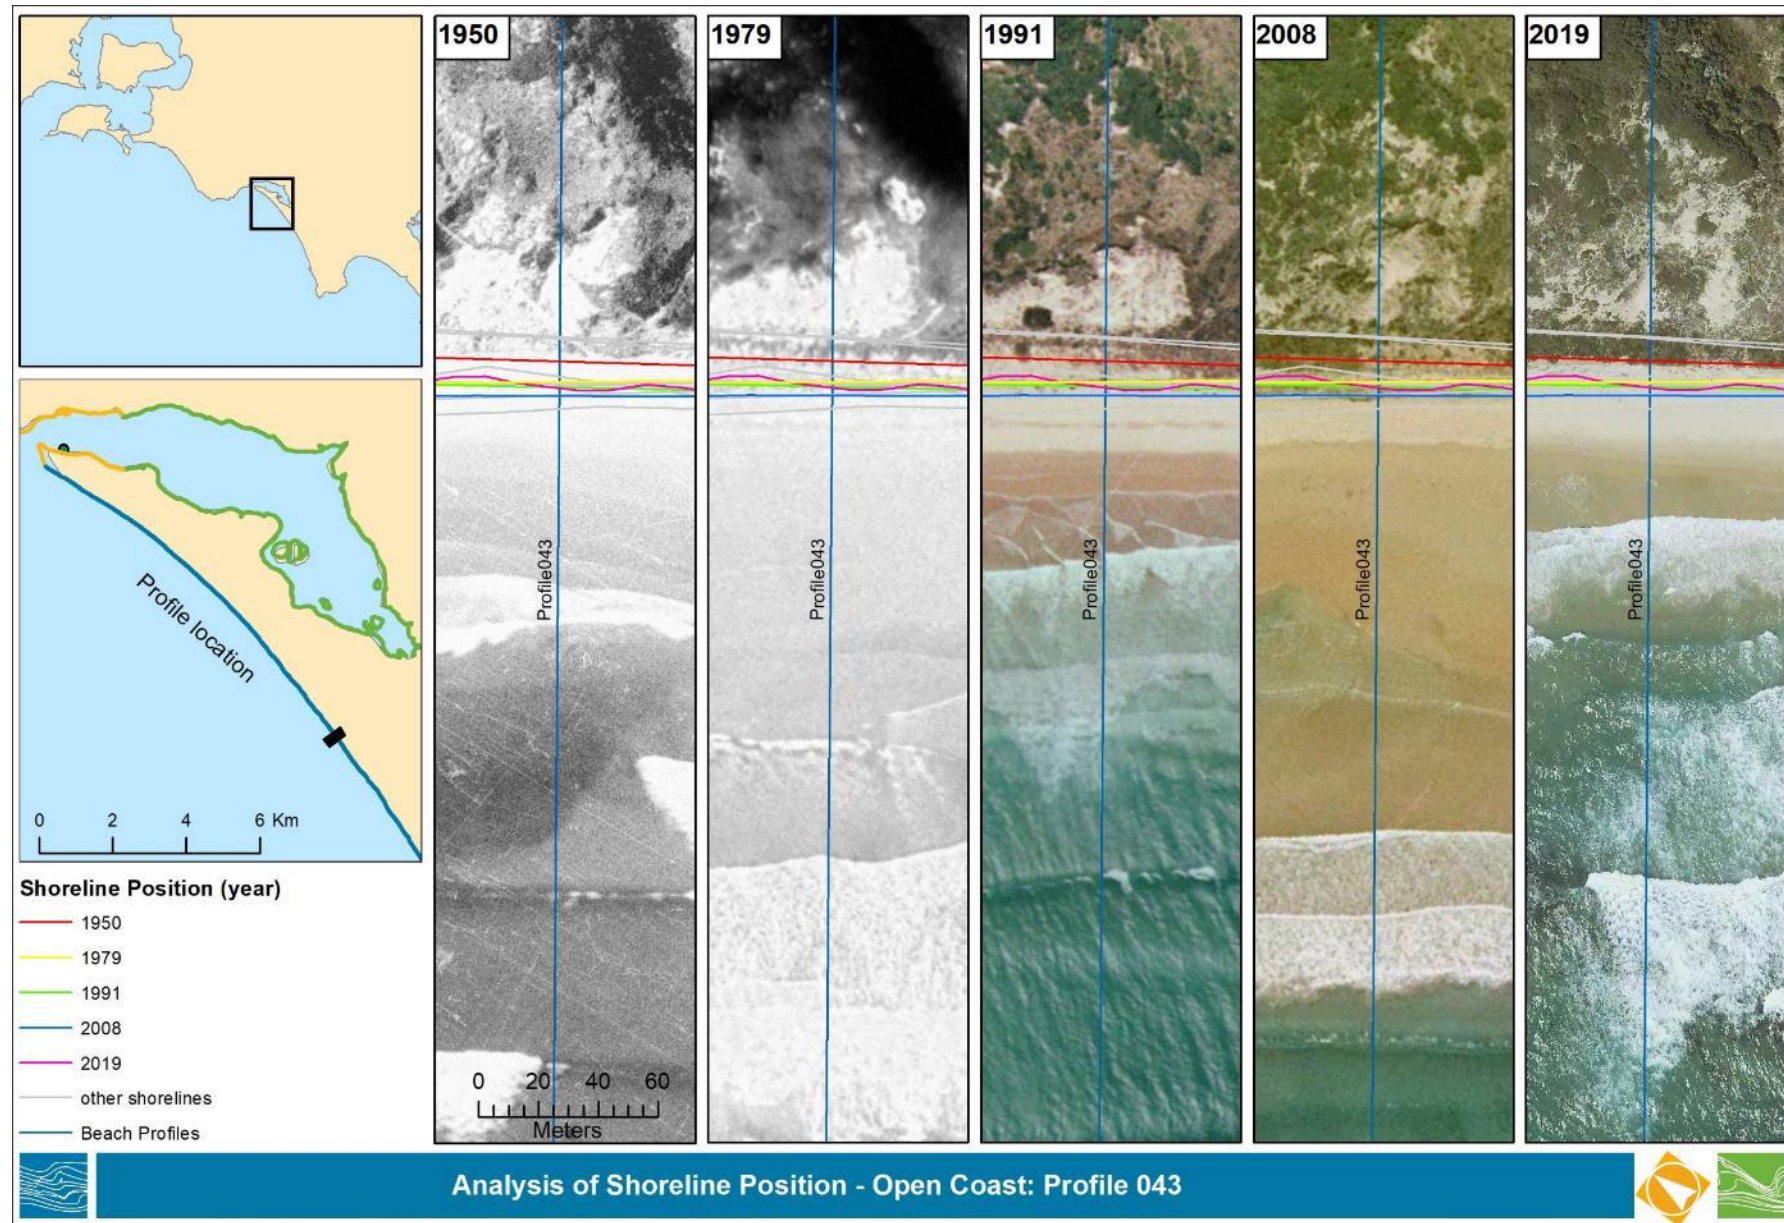 1950
1979
1991
2008
2019
Profile location
0 2 4 6 Km
Shoreline Position (year)
1950
1979
1991
2008
2019
other shorelines
Beach Profiles
Profile043
Profile043
Profile043
Profile043
Profile043
0 20 40 60
Meters
Analysis of Shoreline Position - Open Coast: Profile 043